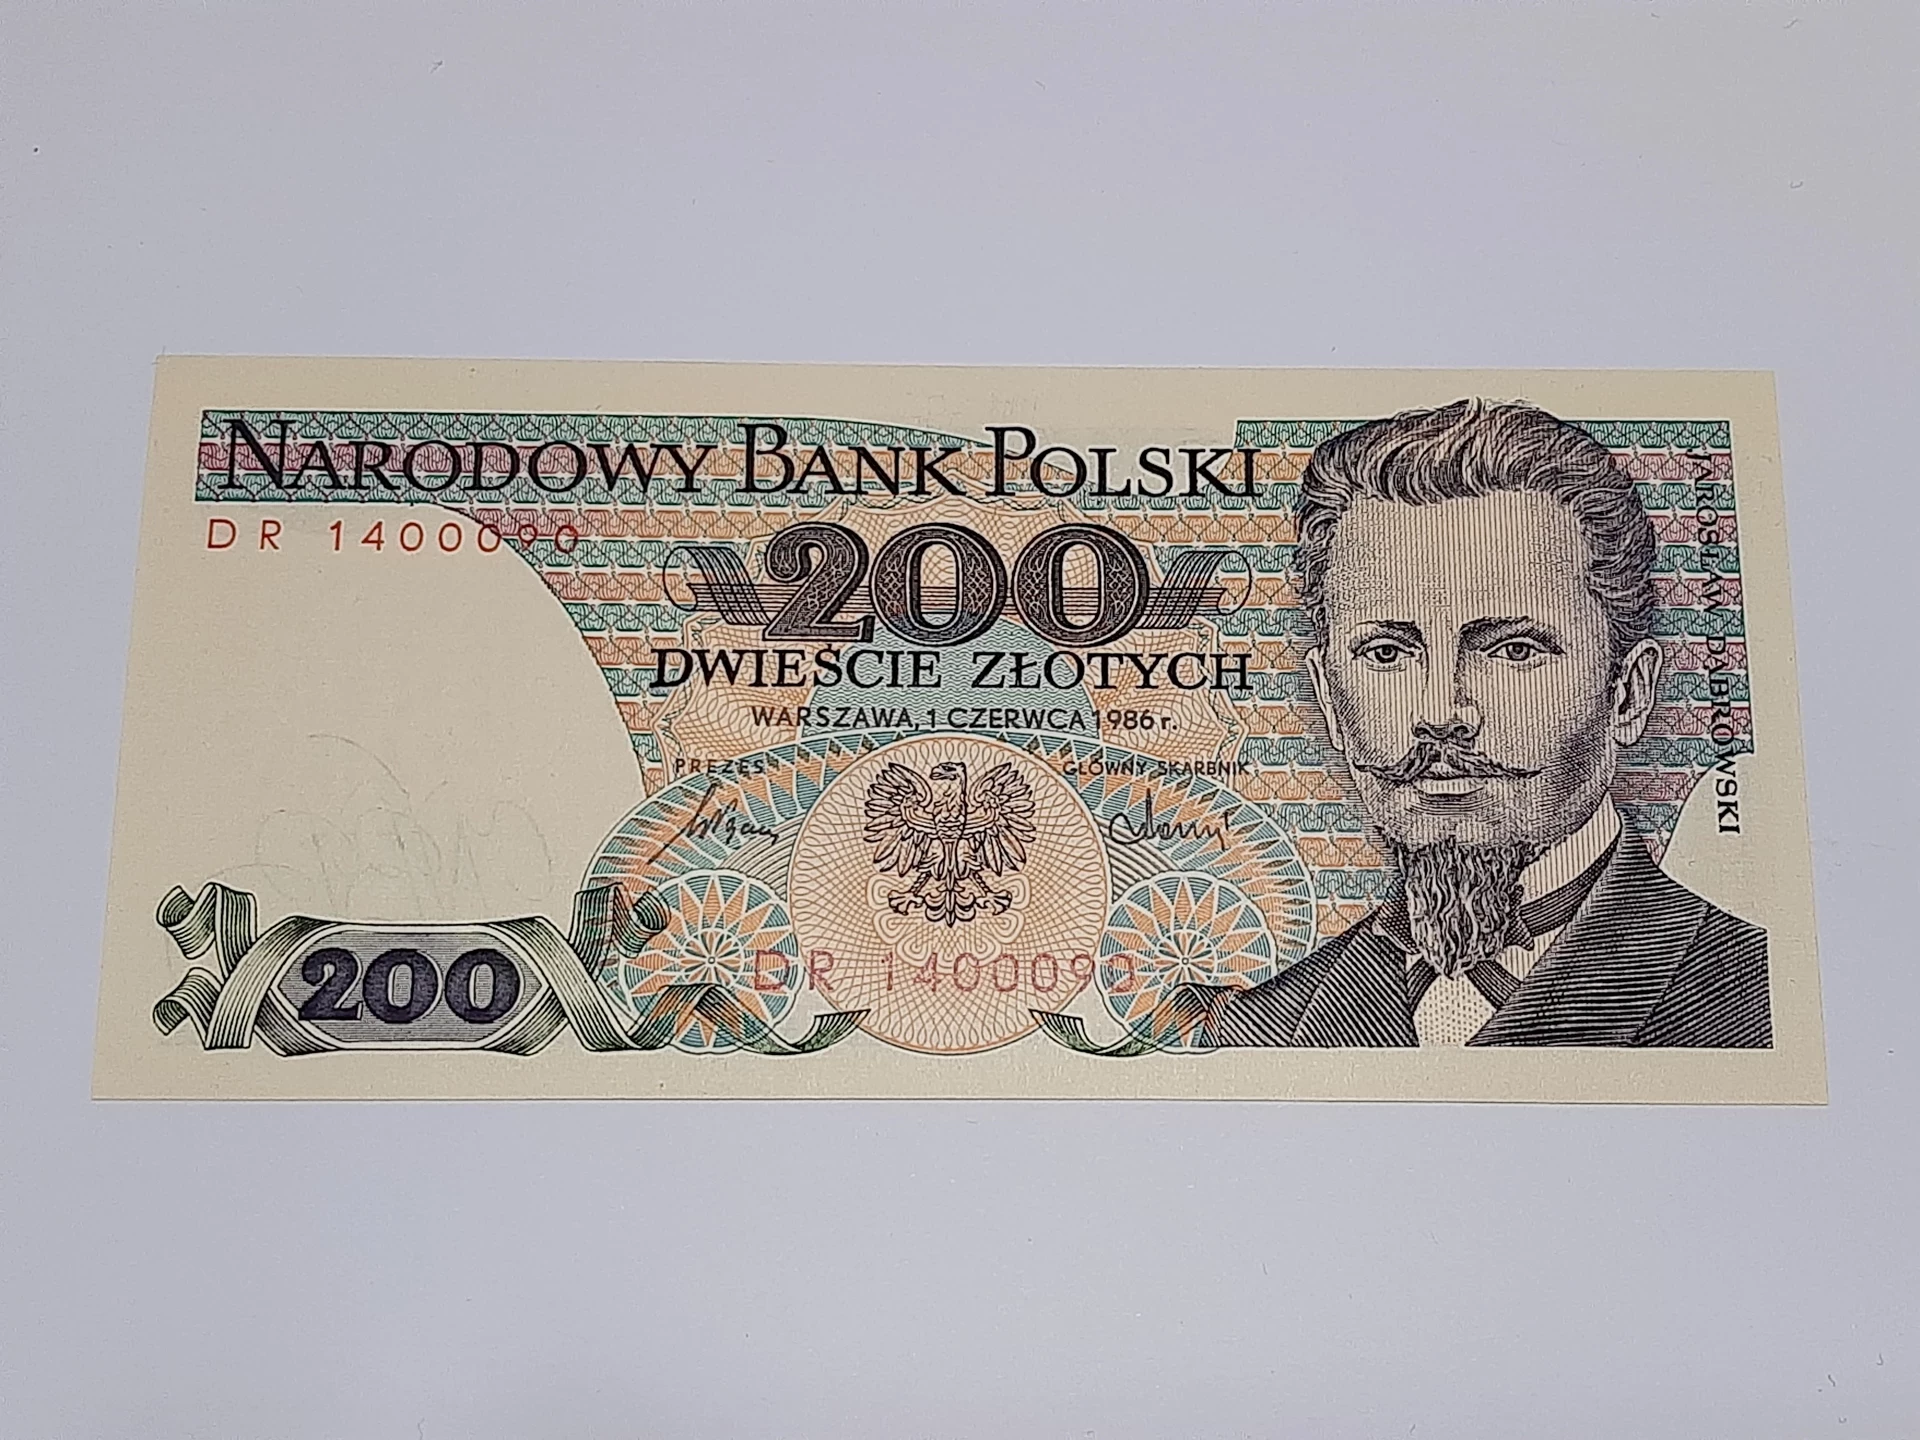 NARODOWY BANK POLSKI
DR 1400090
200
DWIEŚCIE ZŁOTYCH
WARSZAWA, 1 CZERWCA 1986 r.
PREZES
GŁÓWNY SKARBNIK
DR 1400090
200
JAROSŁAW DĄBROWSKI